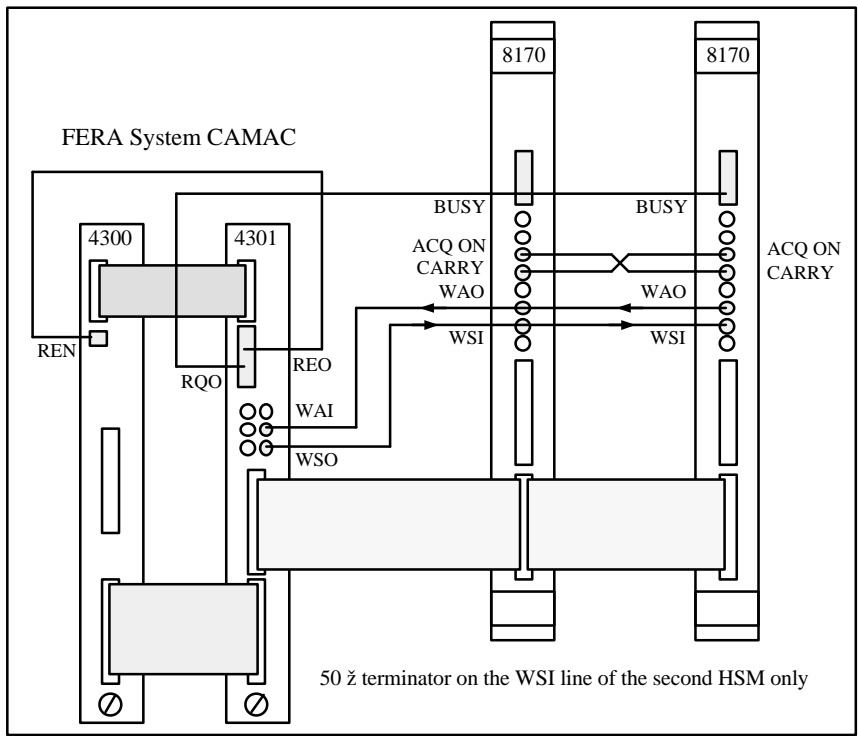 8170
8170
FERA System CAMAC
BUSY
BUSY
4300
4301
ACQ ON
CARRY
ACQ ON
CARRY
WAO
WAO
REN
REO
WSI
WSI
RQO
WAI
WSO
50 ž terminator on the WSI line of the second HSM only